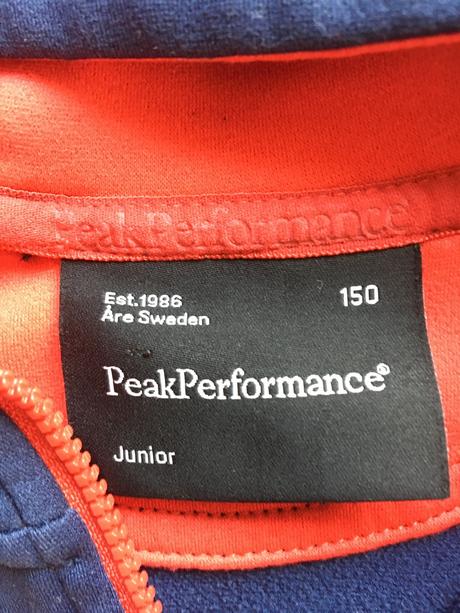 PeakPerformance
Est.1986 150
Åre Sweden
PeakPerformance®
Junior